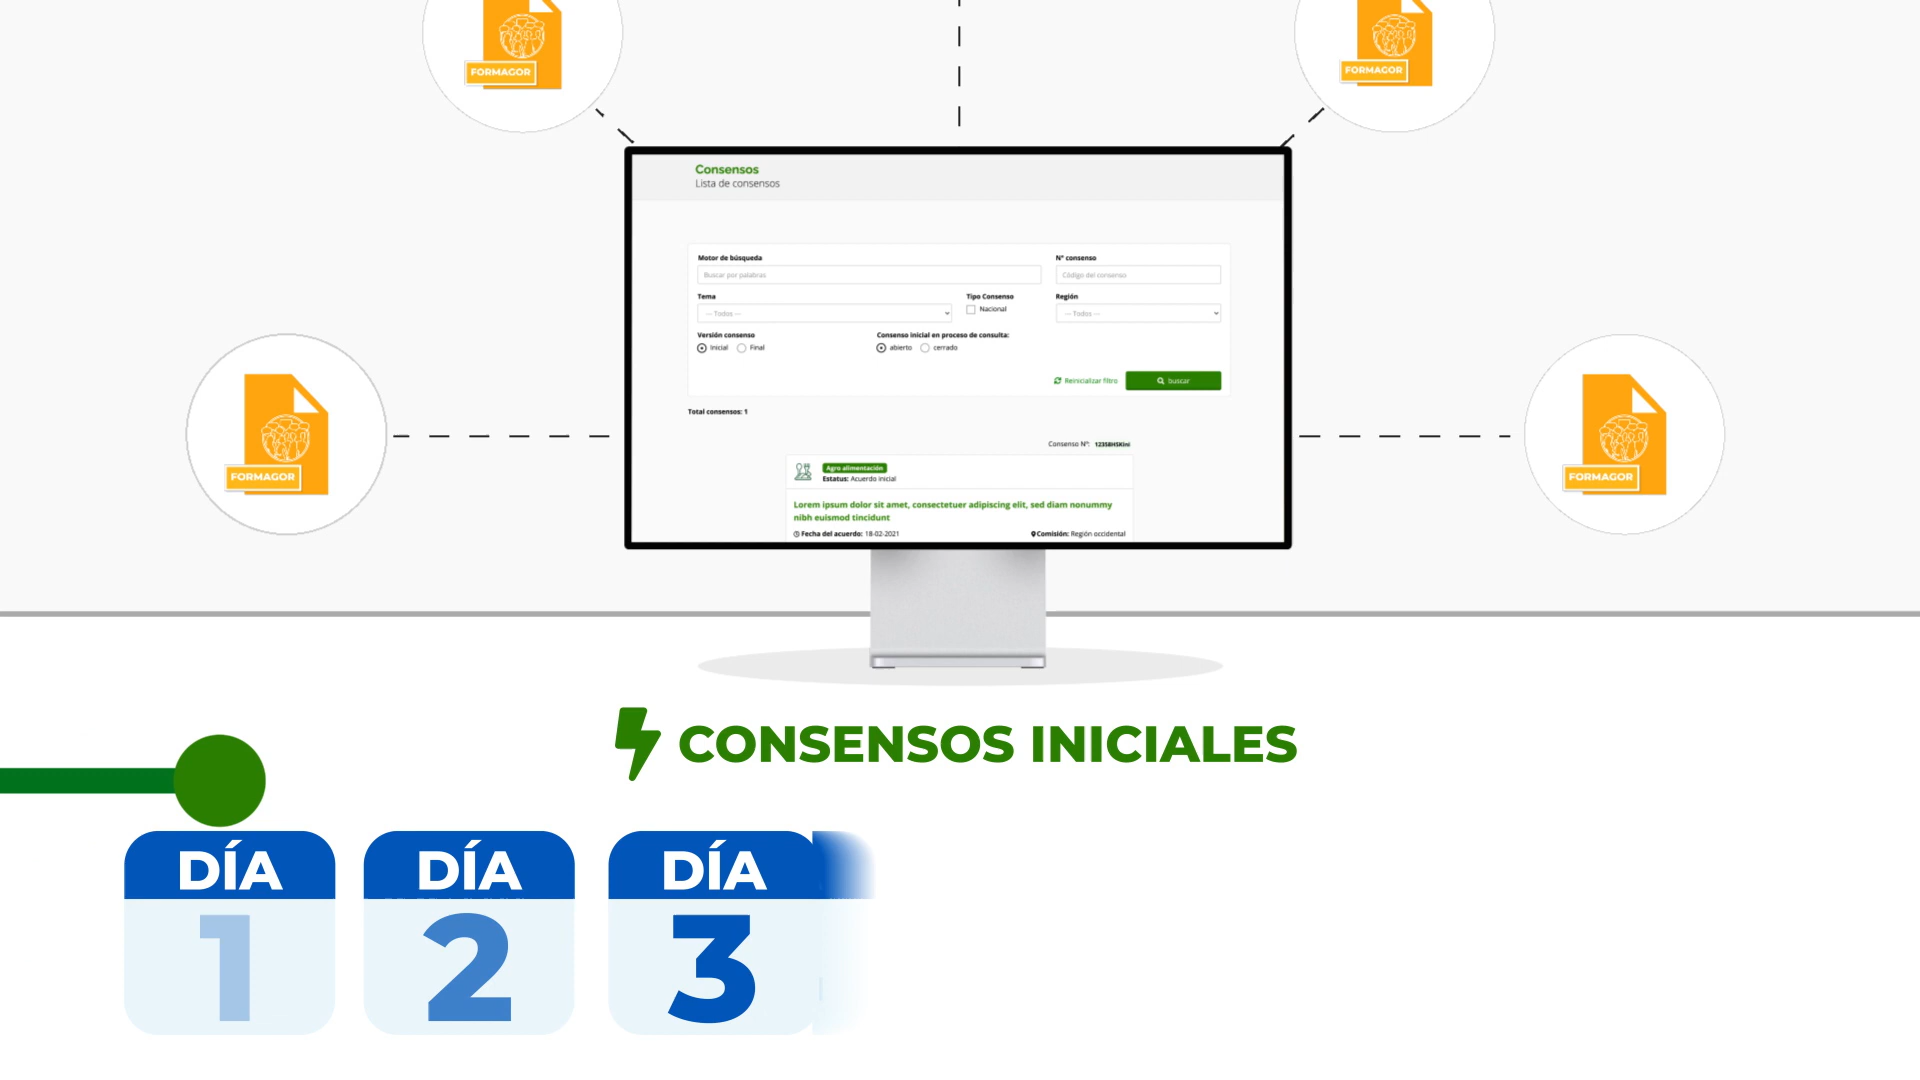 FORMAGOR
FORMAGOR
Consensos
Lista de consensos
Motor de búsqueda
Nº consenso
Buscar por palabras
Código del consenso
Tema
Tipo Consenso
Región
--- Todos ---
Nacional
--- Todos ---
Versión consenso
Consenso inicial en proceso de consulta:
Inicial
Final
abierto
cerrado
Reinicializar filtro
buscar
Total consensos: 1
Consenso Nº: 12358HSKini
Agro alimentación
Estatus: Acuerdo inicial
Lorem ipsum dolor sit amet, consectetuer adipiscing elit, sed diam nonummy
nibh euismod tincidunt
Fecha del acuerdo: 18-02-2021
Comisión: Región occidental
FORMAGOR
FORMAGOR
CONSENSOS INICIALES
DÍA
1
DÍA
2
DÍA
3